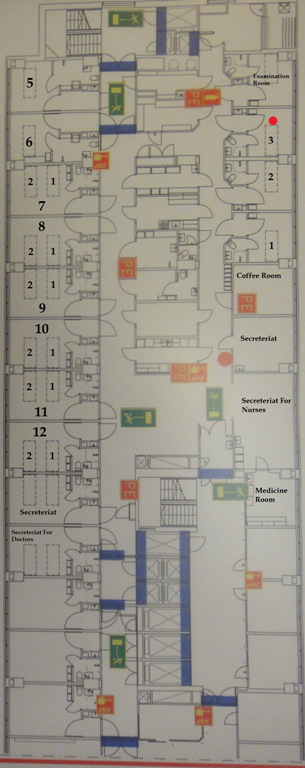 5
Examination
Room
6
3
2 1
2
7
8
2 1
1
2 1
Coffee Room
9
PE
PE
PE
10
Secreteriat
2 1
PE
2 1
Secreteriat For
Nurses
11
12
2 1
PE
Medicine
Room
Secreteriat
Secreteriat For
Doctors